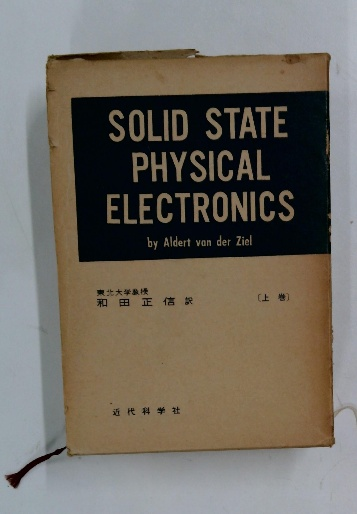 SOLID STATE
PHYSICAL
ELECTRONICS
by Aldert van der Ziel
東北大学教授
和田正信 訳
〔上巻〕
近代科学社